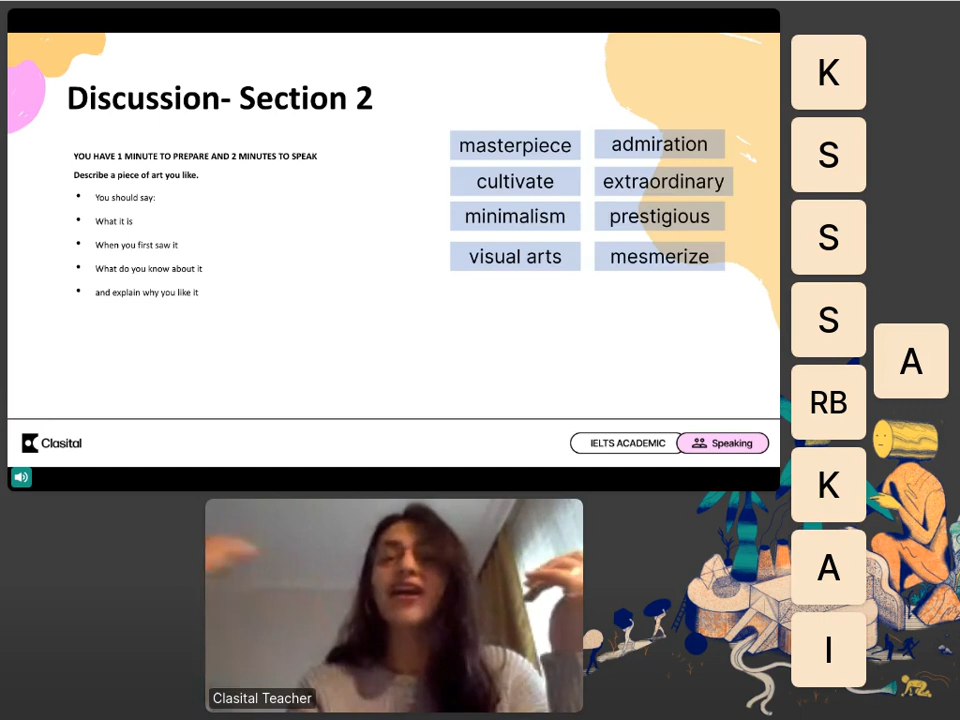 Discussion- Section 2
YOU HAVE 1 MINUTE TO PREPARE AND 2 MINUTES TO SPEAK
Describe a piece of art you like.
• You should say:
• What it is
• When you first saw it
• What do you know about it
• and explain why you like it
masterpiece
admiration
cultivate
extraordinary
minimalism
prestigious
visual arts
mesmerize
Clasital
IELTS ACADEMIC
Speaking
K
S
S
S
A
RB
K
A
I
Clasital Teacher